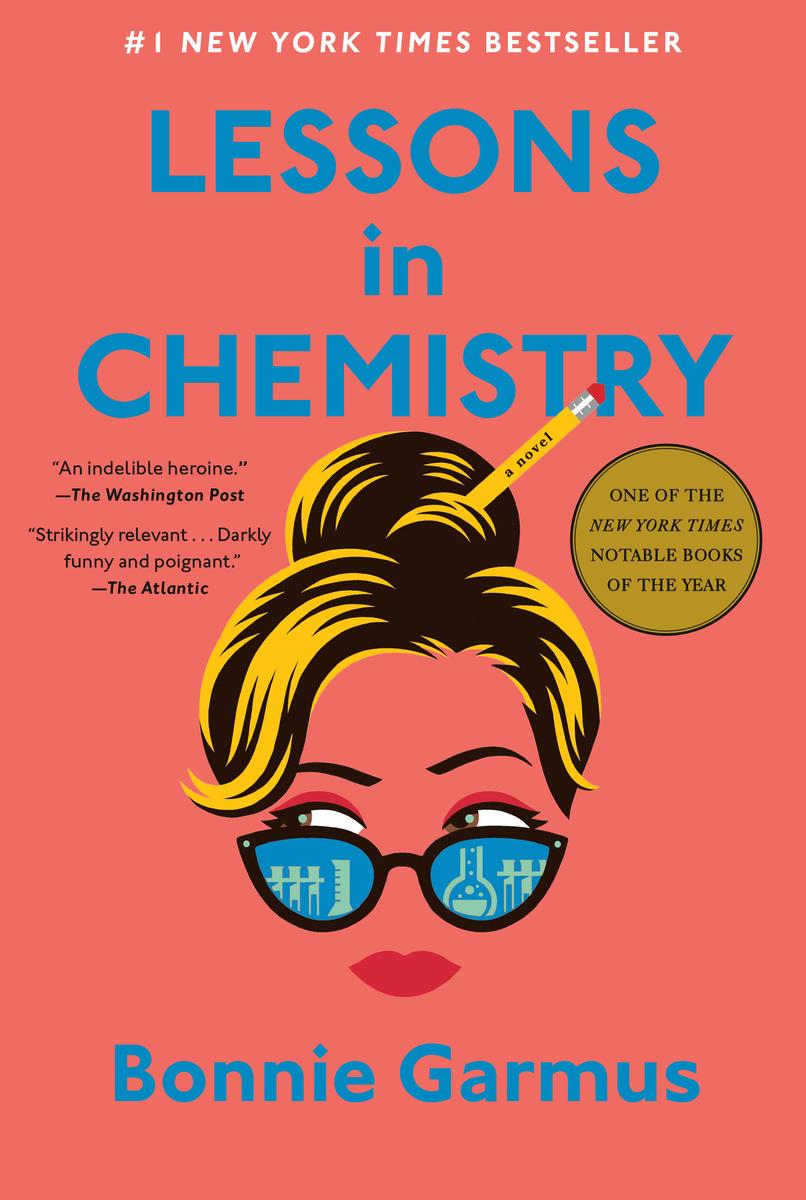 #1 NEW YORK TIMES BESTSELLER
LESSONS
in
CHEMISTRY
a novel
“An indelible heroine.”
—The Washington Post
“Strikingly relevant . . . Darkly
funny and poignant.”
—The Atlantic
ONE OF THE
NEW YORK TIMES
NOTABLE BOOKS
OF THE YEAR
Bonnie Garmus